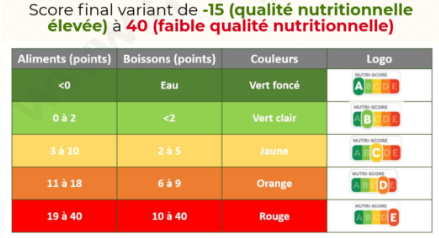 Score final variant de -15 (qualité nutritionnelle
élevée) à 40 (faible qualité nutritionnelle)
Aliments (points) Boissons (points) Couleurs Logo
<0 Eau Vert foncé NUTRI-SCORE A B C D E
0 à 2 <2 Vert clair NUTRI-SCORE A B C D E
3 à 10 2 à 5 Jaune NUTRI-SCORE A B C D E
11 à 18 6 à 9 Orange NUTRI-SCORE A B C D E
19 à 40 10 à 40 Rouge NUTRI-SCORE A B C D E